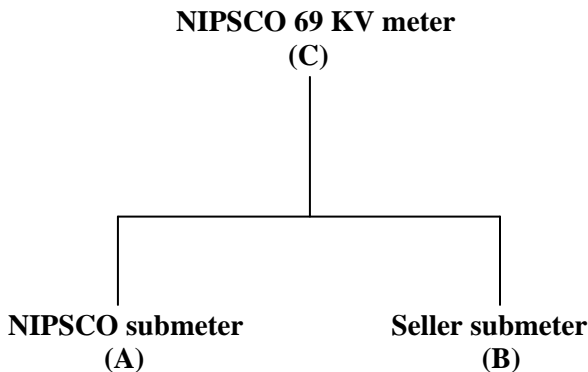 NIPSCO 69 KV meter
(C)
NIPSCO submeter
(A)
Seller submeter
(B)